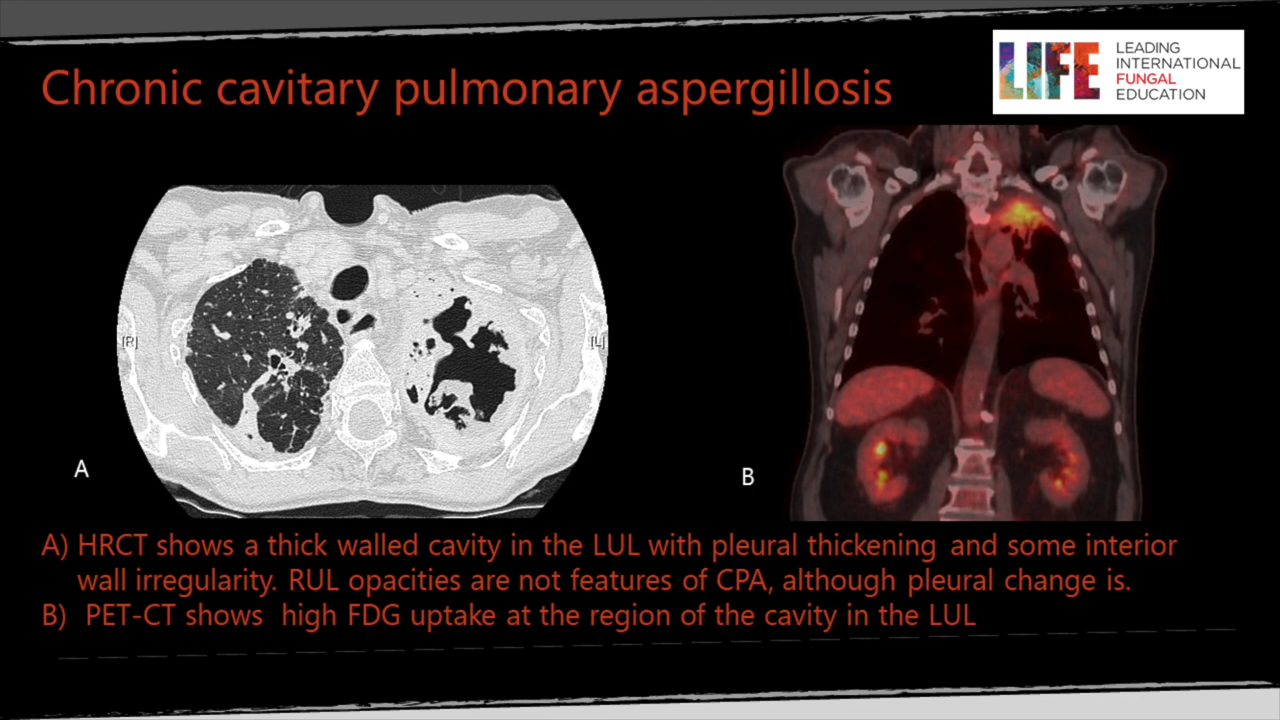 Chronic cavitary pulmonary aspergillosis
LIFE
LEADING
INTERNATIONAL
FUNGAL
EDUCATION
[R]
[L]
A
B
A) HRCT shows a thick walled cavity in the LUL with pleural thickening and some interior
wall irregularity. RUL opacities are not features of CPA, although pleural change is.
B) PET-CT shows high FDG uptake at the region of the cavity in the LUL